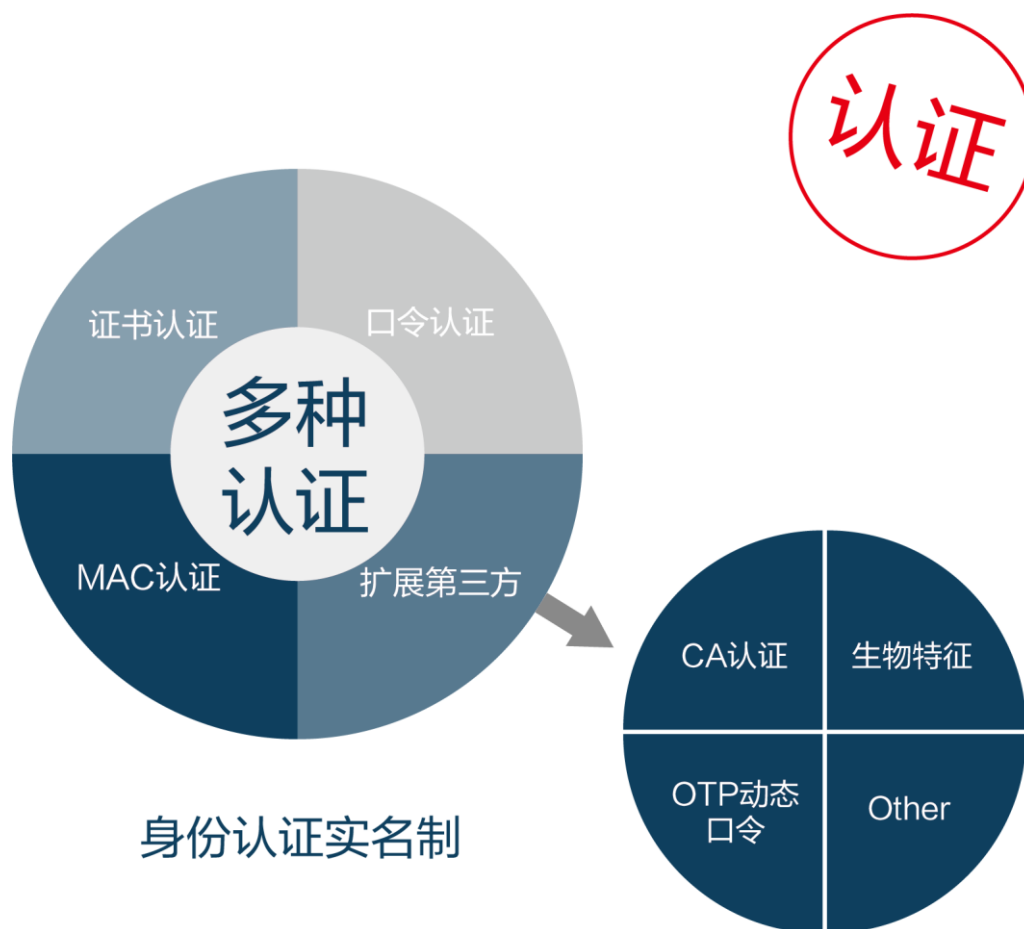 认证
证书认证
口令认证
多种
认证
MAC认证
扩展第三方
CA认证
生物特征
OTP动态
口令
Other
身份认证实名制